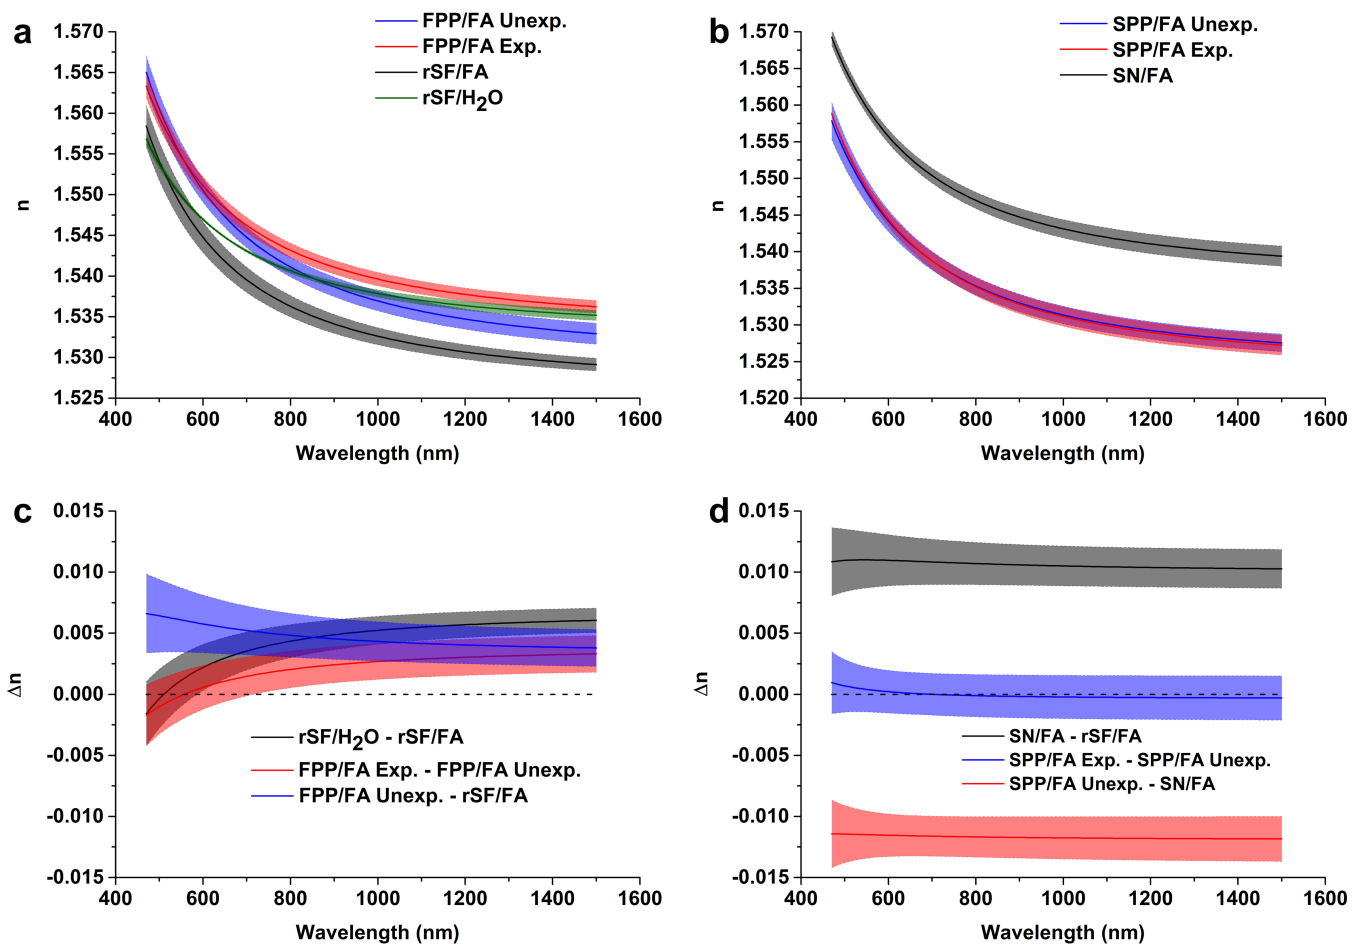 a
FPP/FA Unexp.
FPP/FA Exp.
rSF/FA
rSF/H2O
1.570
1.565
1.560
1.555
1.550
1.545
1.540
1.535
1.530
1.525
n
400 600 800 1000 1200 1400 1600
Wavelength (nm)
b
SPP/FA Unexp.
SPP/FA Exp.
SN/FA
1.570
1.565
1.560
1.555
1.550
1.545
1.540
1.535
1.530
1.525
1.520
n
400 600 800 1000 1200 1400 1600
Wavelength (nm)
c
0.015
0.010
0.005
0.000
-0.005
-0.010
-0.015
Δn
rSF/H2O - rSF/FA
FPP/FA Exp. - FPP/FA Unexp.
FPP/FA Unexp. - rSF/FA
400 600 800 1000 1200 1400 1600
Wavelength (nm)
d
0.015
0.010
0.005
0.000
-0.005
-0.010
-0.015
Δn
SN/FA - rSF/FA
SPP/FA Exp. - SPP/FA Unexp.
SPP/FA Unexp. - SN/FA
400 600 800 1000 1200 1400 1600
Wavelength (nm)